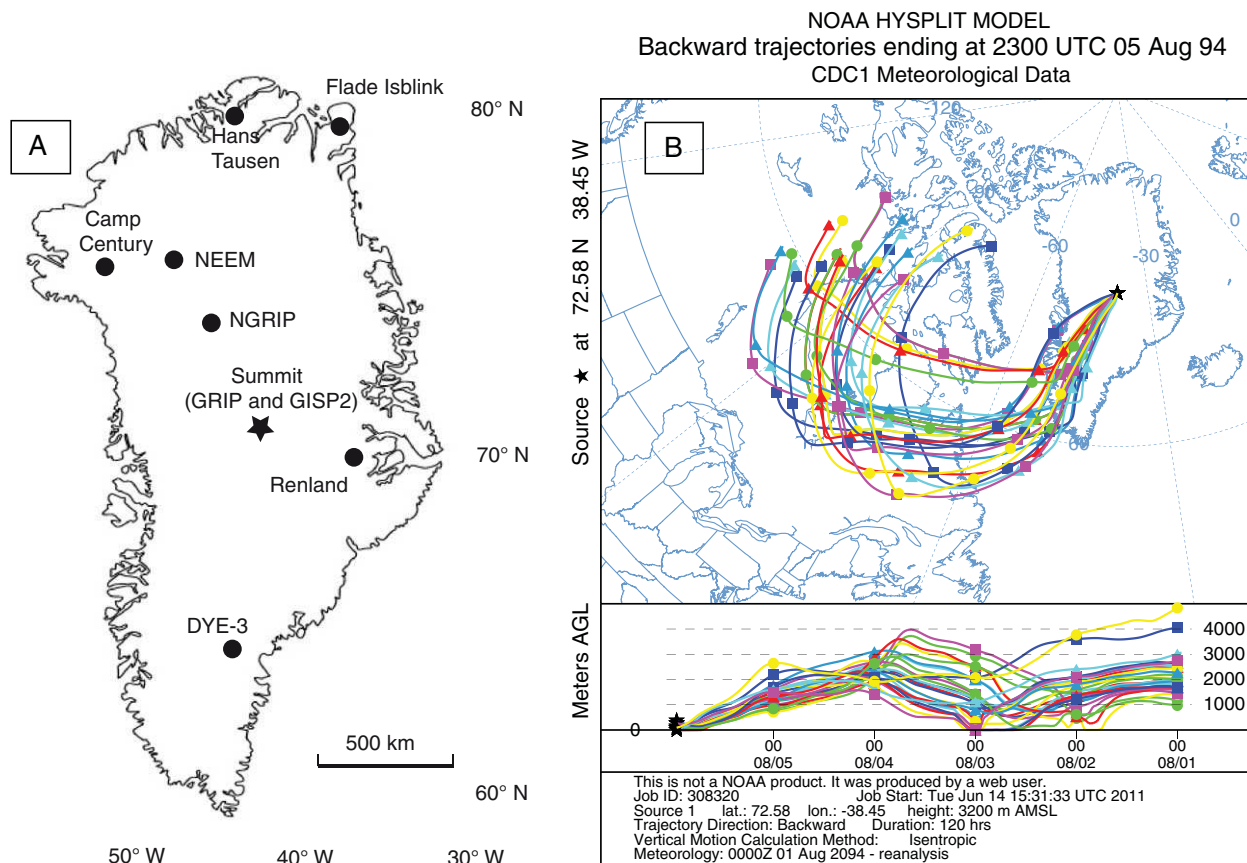 A
Flade Isblink
Hans
Tausen
80° N
Camp
Century
NEEM
NGRIP
Summit
(GRIP and GISP2)
70° N
Renland
DYE-3
500 km
60° N
50° W
40° W
30° W
NOAA HYSPLIT MODEL
Backward trajectories ending at 2300 UTC 05 Aug 94
CDC1 Meteorological Data
Source ★ at 72.58 N 38.45 W
B
-120
-90
-60
-30
0
60
Meters AGL
4000
3000
2000
1000
0
00 00 00 00 00
08/05 08/04 08/03 08/02 08/01
This is not a NOAA product. It was produced by a web user.
Job ID: 308320 Job Start: Tue Jun 14 15:31:33 UTC 2011
Source 1 lat.: 72.58 lon.: -38.45 height: 3200 m AMSL
Trajectory Direction: Backward Duration: 120 hrs
Vertical Motion Calculation Method: Isentropic
Meteorology: 0000Z 01 Aug 2094 - reanalysis